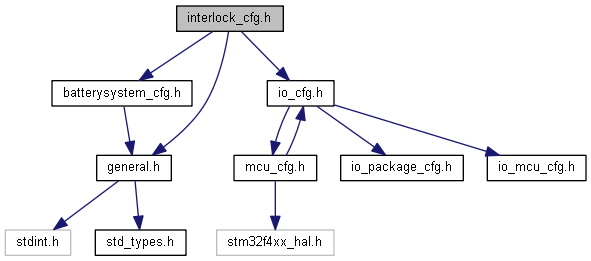 interlock_cfg.h
batterysystem_cfg.h
io_cfg.h
general.h
mcu_cfg.h
io_package_cfg.h
io_mcu_cfg.h
stdint.h
std_types.h
stm32f4xx_hal.h